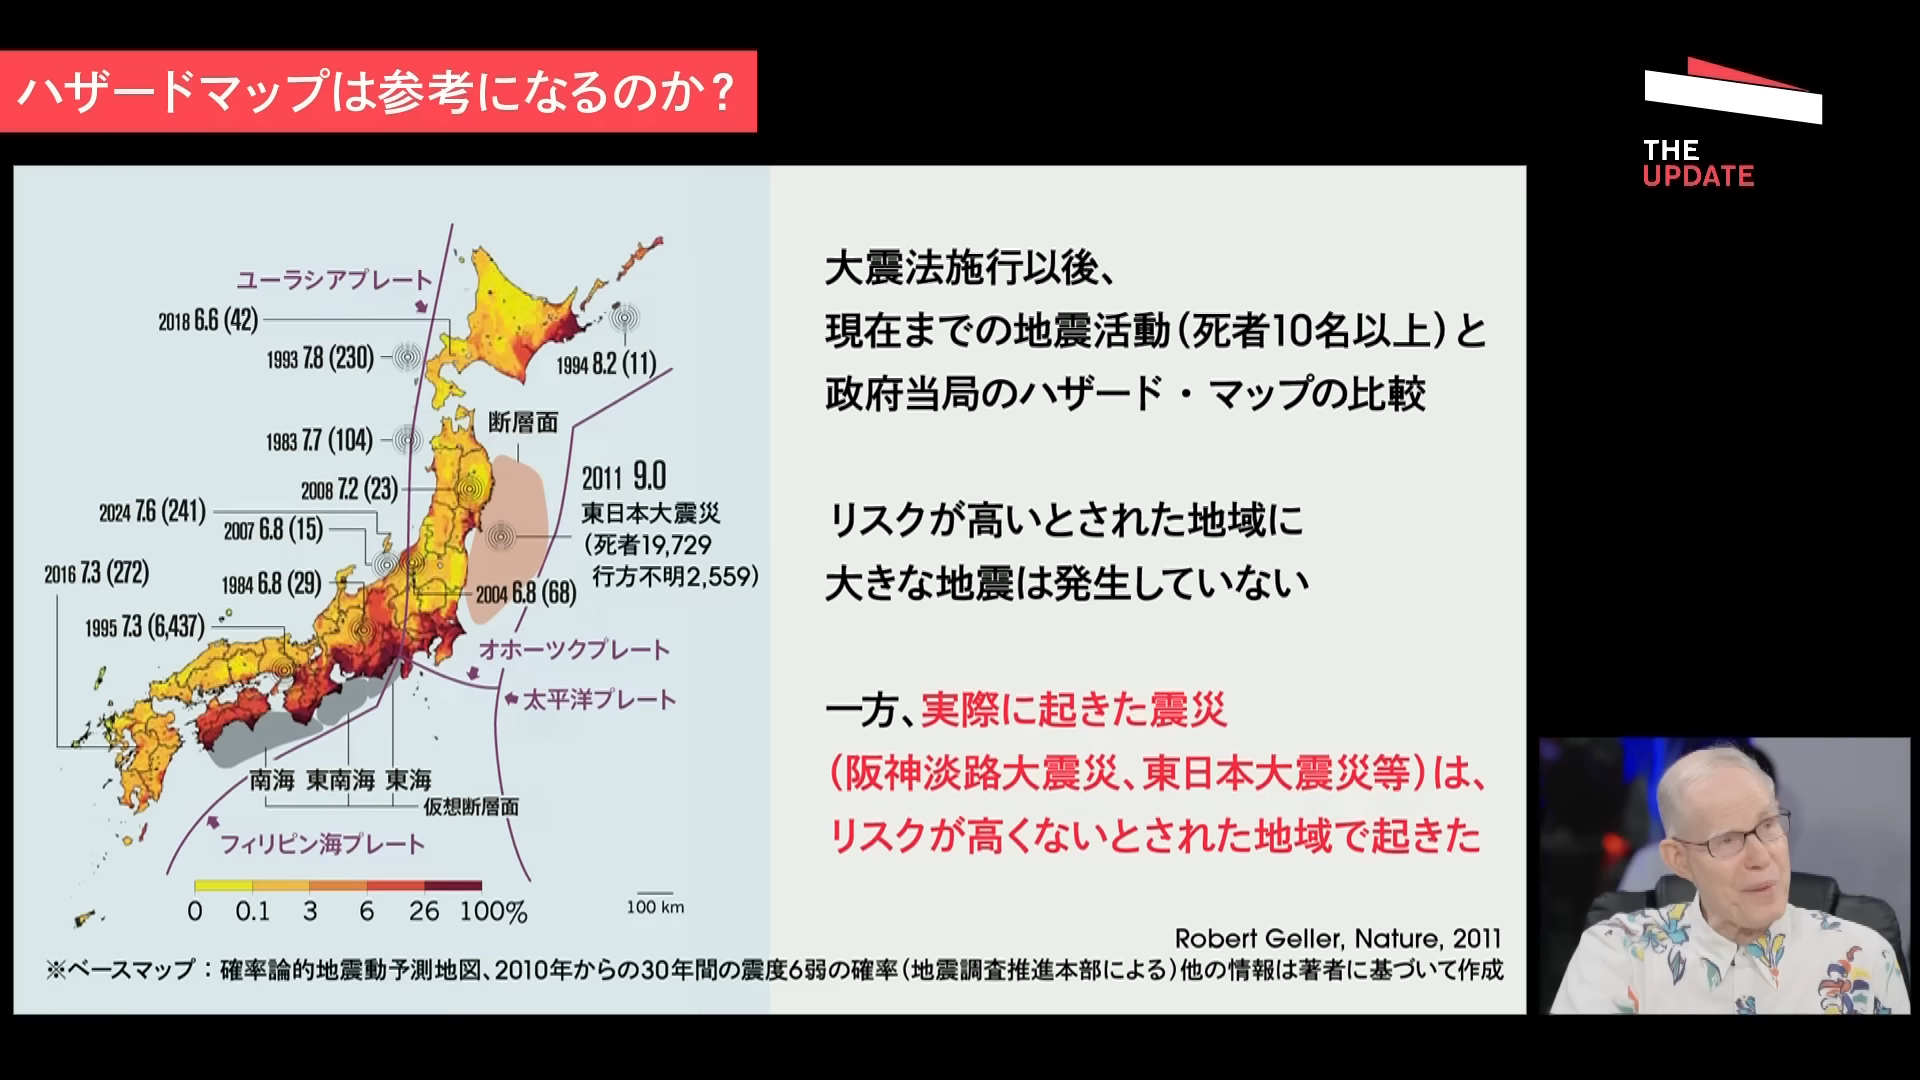 ハザードマップは参考になるのか？
THE
UPDATE
ユーラシアプレート
2018 6.6 (42)
1993 7.8 (230)
1994 8.2 (11)
断層面
1983 7.7 (104)
2011 9.0
東日本大震災
（死者19,729
行方不明2,559）
2008 7.2 (23)
2024 7.6 (241)
2007 6.8 (15)
2016 7.3 (272)
1984 6.8 (29)
2004 6.8 (68)
1995 7.3 (6,437)
オホーツクプレート
太平洋プレート
南海 東南海 東海
仮想断層面
フィリピン海プレート
0 0.1 3 6 26 100%
100 km
大震法施行以後、
現在までの地震活動（死者10名以上）と
政府当局のハザード・マップの比較
リスクが高いとされた地域に
大きな地震は発生していない
一方、実際に起きた震災
（阪神淡路大震災、東日本大震災等）は、
リスクが高くないとされた地域で起きた
Robert Geller, Nature, 2011
※ベースマップ：確率論的地震動予測地図、2010年からの30年間の震度6弱の確率（地震調査推進本部による）他の情報は著者に基づいて作成